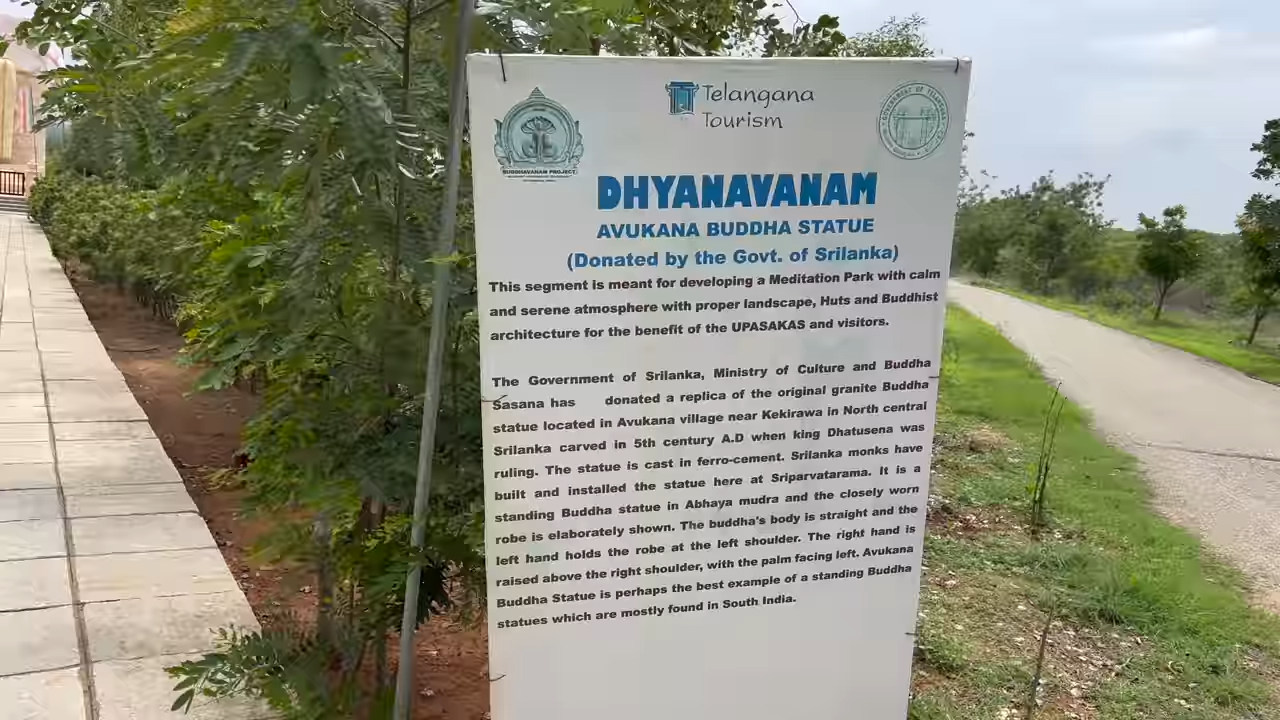 Telangana
Tourism
BUDDHAVANAM PROJECT
GOVERNMENT OF TELANGANA
DHYANAVANAM
AVUKANA BUDDHA STATUE
(Donated by the Govt. of Srilanka)
This segment is meant for developing a Meditation Park with calm
and serene atmosphere with proper landscape, Huts and Buddhist
architecture for the benefit of the UPASAKAS and visitors.
The Government of Srilanka, Ministry of Culture and Buddha
Sasana has donated a replica of the original granite Buddha
statue located in Avukana village near Kekirawa in North central
Srilanka carved in 5th century A.D when king Dhatusena was
ruling. The statue is cast in ferro-cement. Srilanka monks have
built and installed the statue here at Sriparvatarama. It is a
standing Buddha statue in Abhaya mudra and the closely worn
robe is elaborately shown. The buddha's body is straight and the
left hand holds the robe at the left shoulder. The right hand is
raised above the right shoulder, with the palm facing left. Avukana
Buddha Statue is perhaps the best example of a standing Buddha
statues which are mostly found in South India.